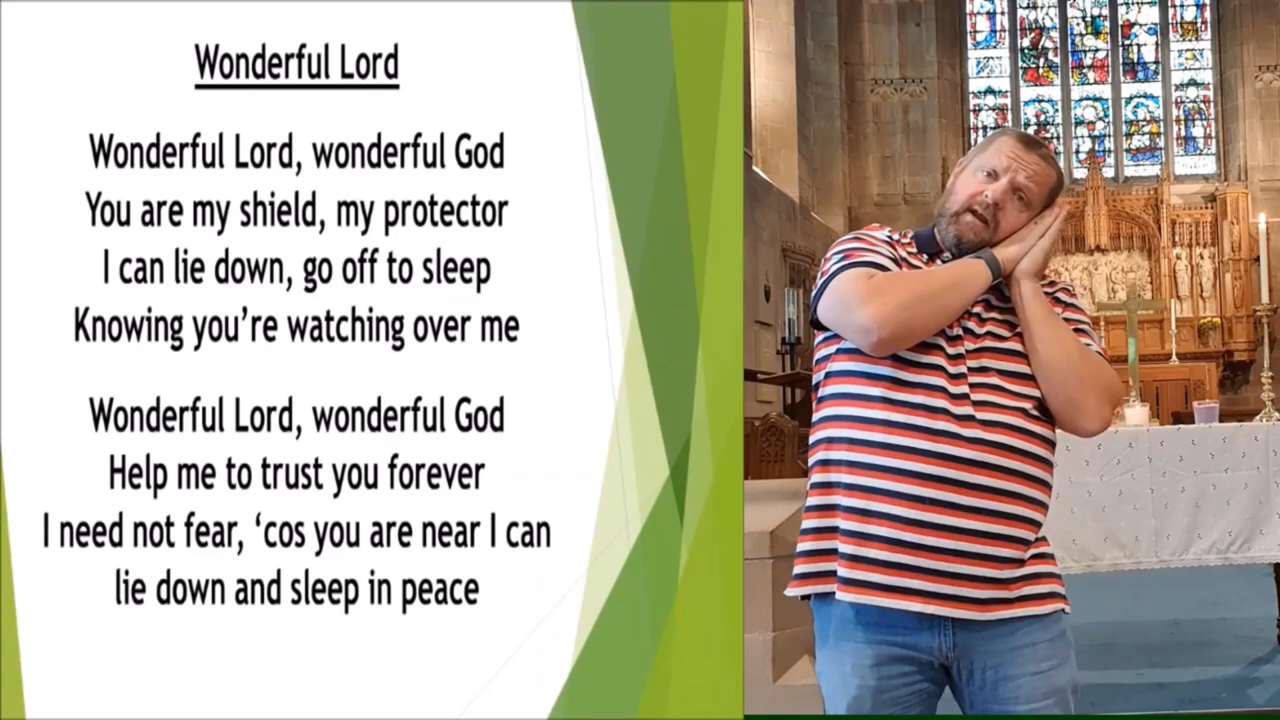 Wonderful Lord
Wonderful Lord, wonderful God
You are my shield, my protector
I can lie down, go off to sleep
Knowing you’re watching over me
Wonderful Lord, wonderful God
Help me to trust you forever
I need not fear, ‘cos you are near I can
lie down and sleep in peace